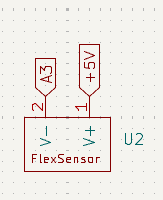 A3 +5V
2 1
V- V+
U2
FlexSensor